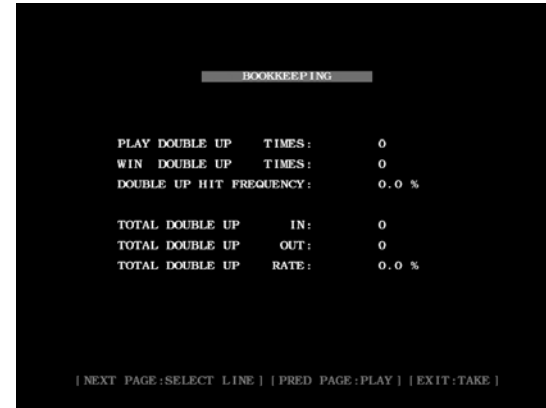 BOOKKEEPING
PLAY DOUBLE UP TIMES: 0
WIN DOUBLE UP TIMES: 0
DOUBLE UP HIT FREQUENCY: 0.0 %
TOTAL DOUBLE UP IN: 0
TOTAL DOUBLE UP OUT: 0
TOTAL DOUBLE UP RATE: 0.0 %
[NEXT PAGE:SELECT LINE] [PRED PAGE:PLAY] [EXIT:TAKE]